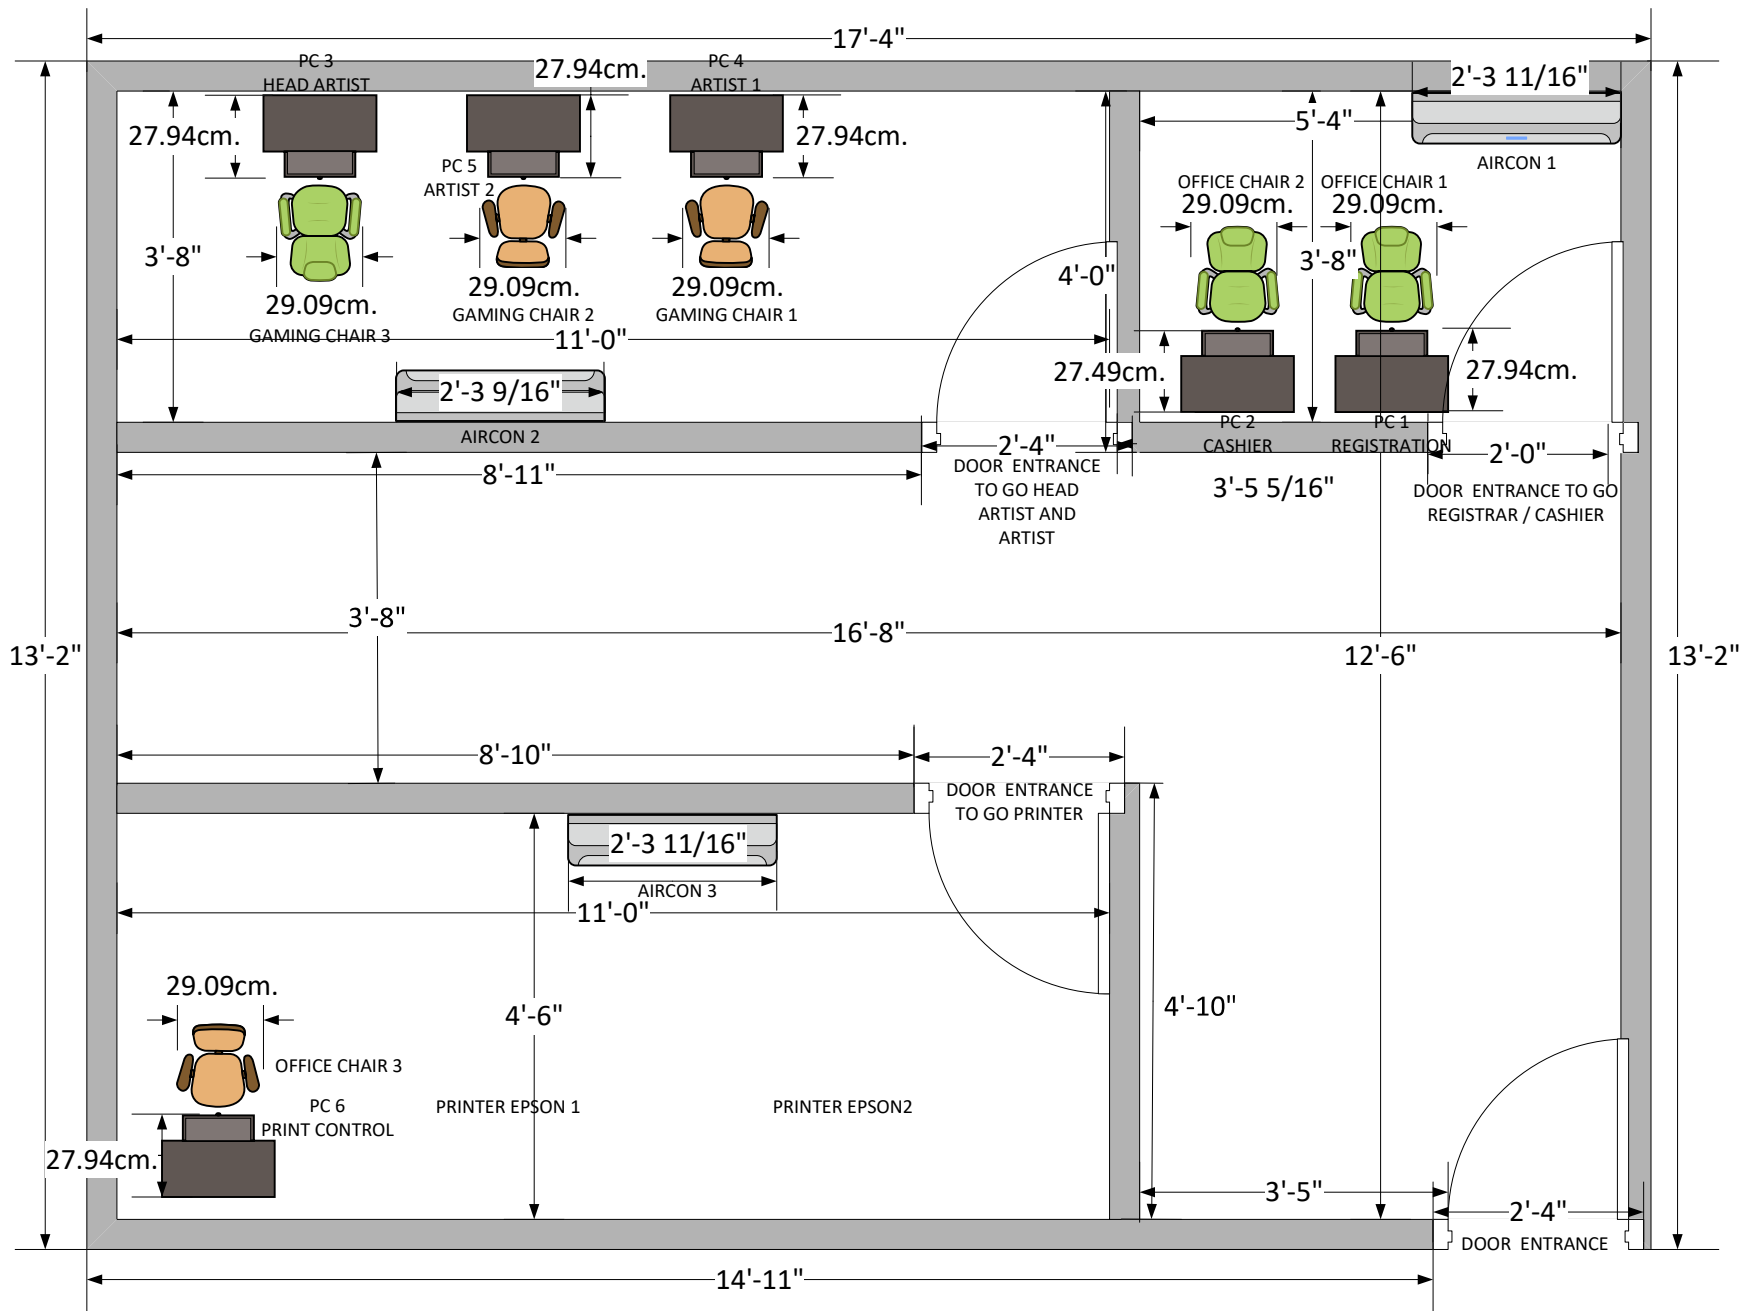 17'-4"
PC 3
HEAD ARTIST
27.94cm.
PC 4
ARTIST 1
2'-3 11/16"
27.94cm.
27.94cm.
5'-4"
AIRCON 1
PC 5
ARTIST 2
OFFICE CHAIR 2
OFFICE CHAIR 1
29.09cm.
29.09cm.
3'-8"
3'-8"
4'-0"
29.09cm.
GAMING CHAIR 3
29.09cm.
GAMING CHAIR 2
29.09cm.
GAMING CHAIR 1
11'-0"
27.49cm.
27.94cm.
2'-3 9/16"
AIRCON 2
PC 2
CASHIER
PC 1
REGISTRATION
2'-4"
2'-0"
8'-11"
DOOR ENTRANCE
TO GO HEAD
ARTIST AND
ARTIST
3'-5 5/16"
DOOR ENTRANCE TO GO
REGISTRAR / CASHIER
3'-8"
16'-8"
13'-2"
12'-6"
13'-2"
8'-10"
2'-4"
DOOR ENTRANCE
TO GO PRINTER
2'-3 11/16"
AIRCON 3
11'-0"
29.09cm.
4'-6"
4'-10"
OFFICE CHAIR 3
PC 6
PRINT CONTROL
PRINTER EPSON 1
PRINTER EPSON2
27.94cm.
3'-5"
2'-4"
DOOR ENTRANCE
14'-11"